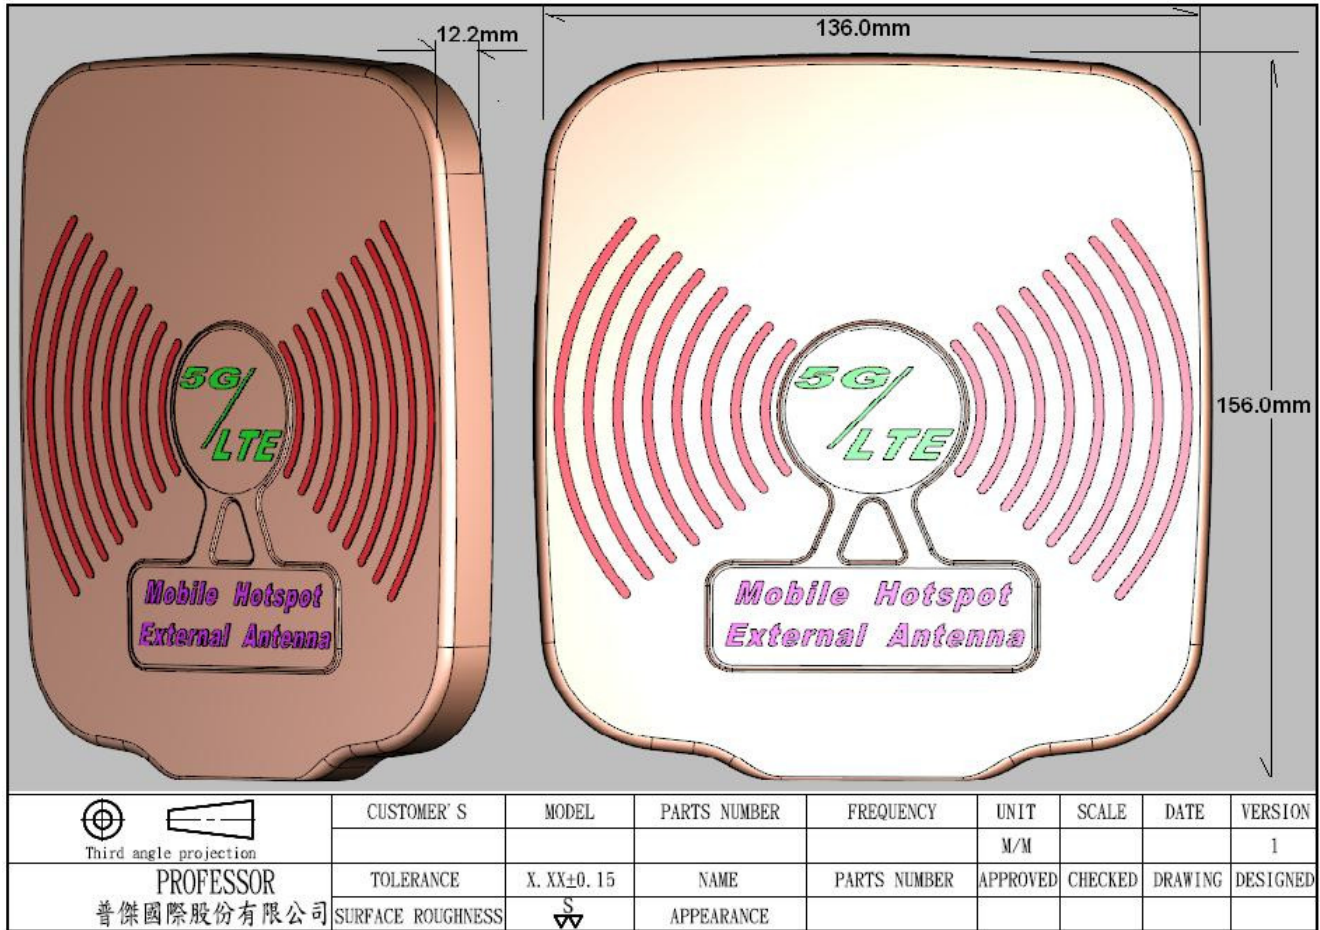 12.2mm
136.0mm
5G/
LTE
Mobile Hotspot
External Antenna
5G/
LTE
Mobile Hotspot
External Antenna
156.0mm
Third angle projection
CUSTOMER'S MODEL PARTS NUMBER FREQUENCY UNIT SCALE DATE VERSION
M/M 1
PROFESSOR
普傑國際股份有限公司
TOLERANCE X.XX±0.15 NAME PARTS NUMBER APPROVED CHECKED DRAWING DESIGNED
SURFACE ROUGHNESS S APPEARANCE